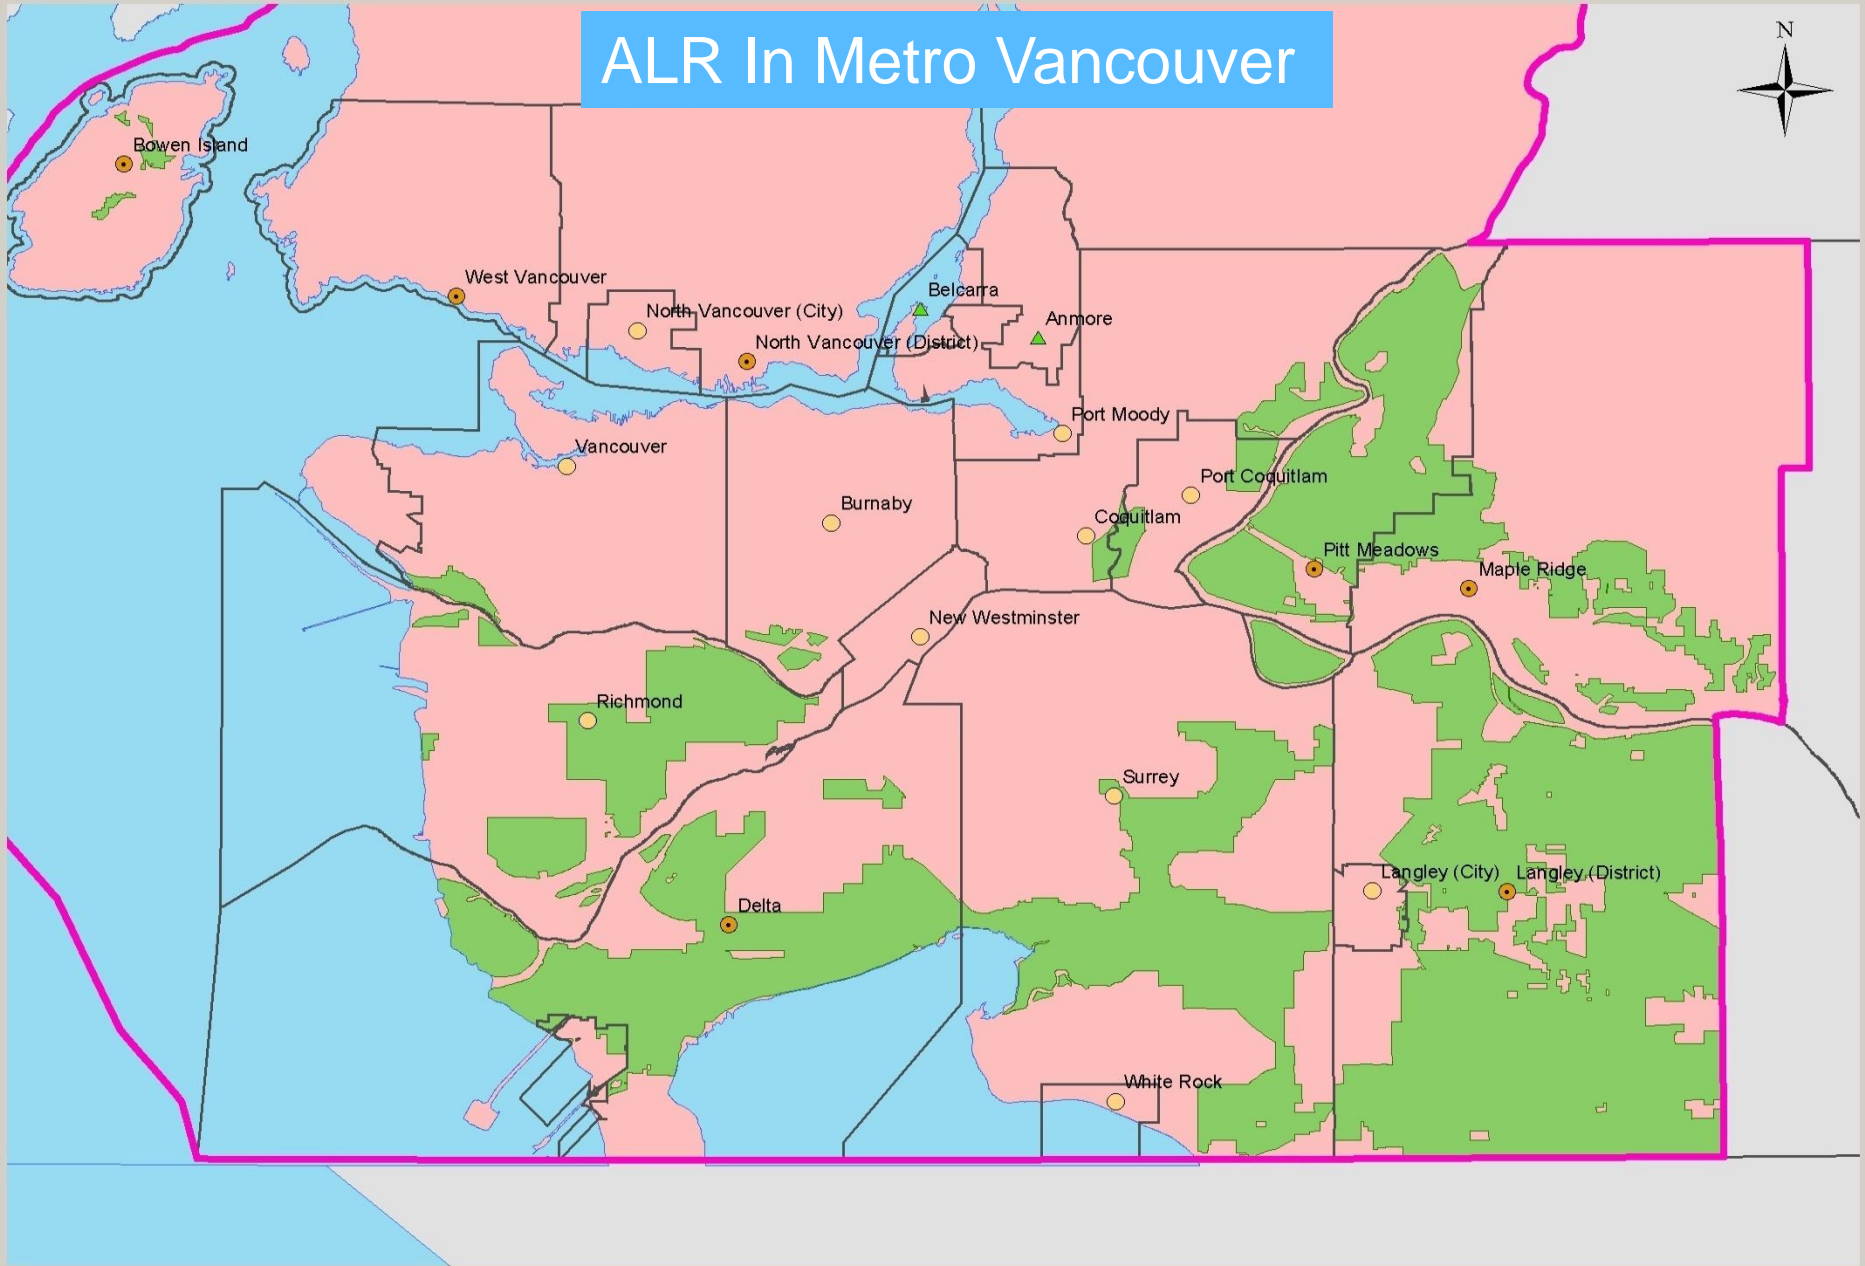 ALR In Metro Vancouver
N
Bowen Island
West Vancouver
North Vancouver (City)
North Vancouver (District)
Belcarra
Anmore
Port Moody
Vancouver
Burnaby
Port Coquitlam
Coquitlam
Pitt Meadows
Maple Ridge
New Westminster
Richmond
Surrey
Langley (City)
Langley (District)
Delta
White Rock